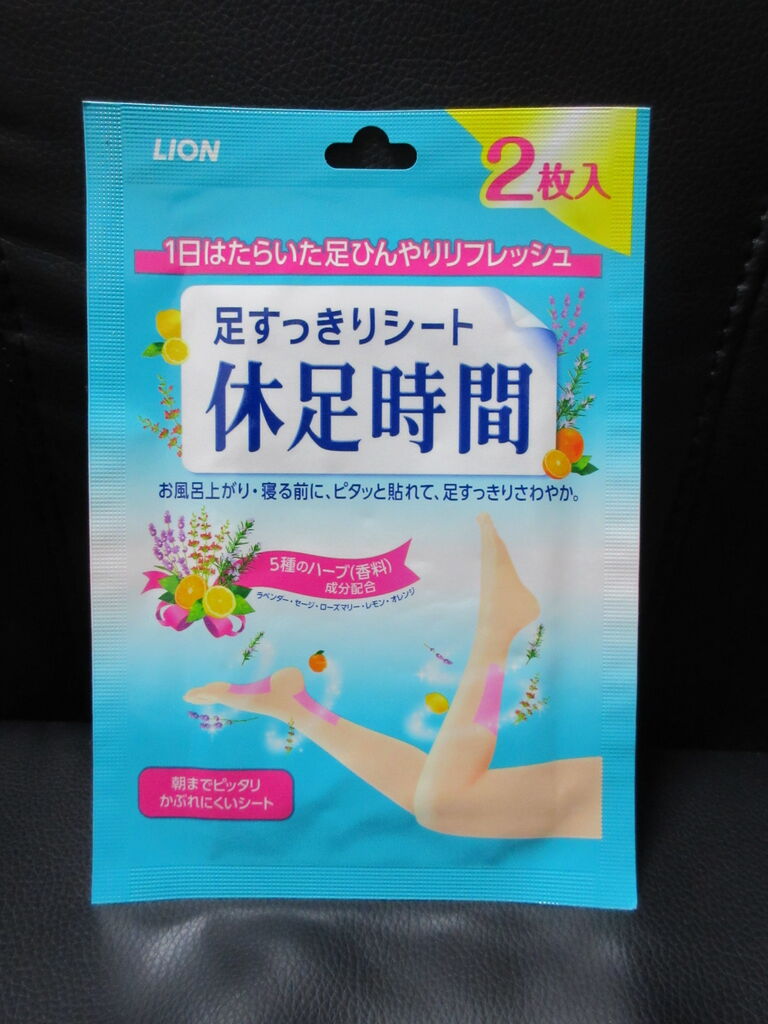 LION
2枚入
1日はたらいた足ひんやりリフレッシュ
足すっきりシート
休足時間
お風呂上がり・寝る前に、ピタッと貼れて、足すっきりさわやか。
5種のハーブ(香料)
成分配合
ラベンダー・セージ・ローズマリー・レモン・オレンジ
朝までピッタリ
かぶれにくいシート